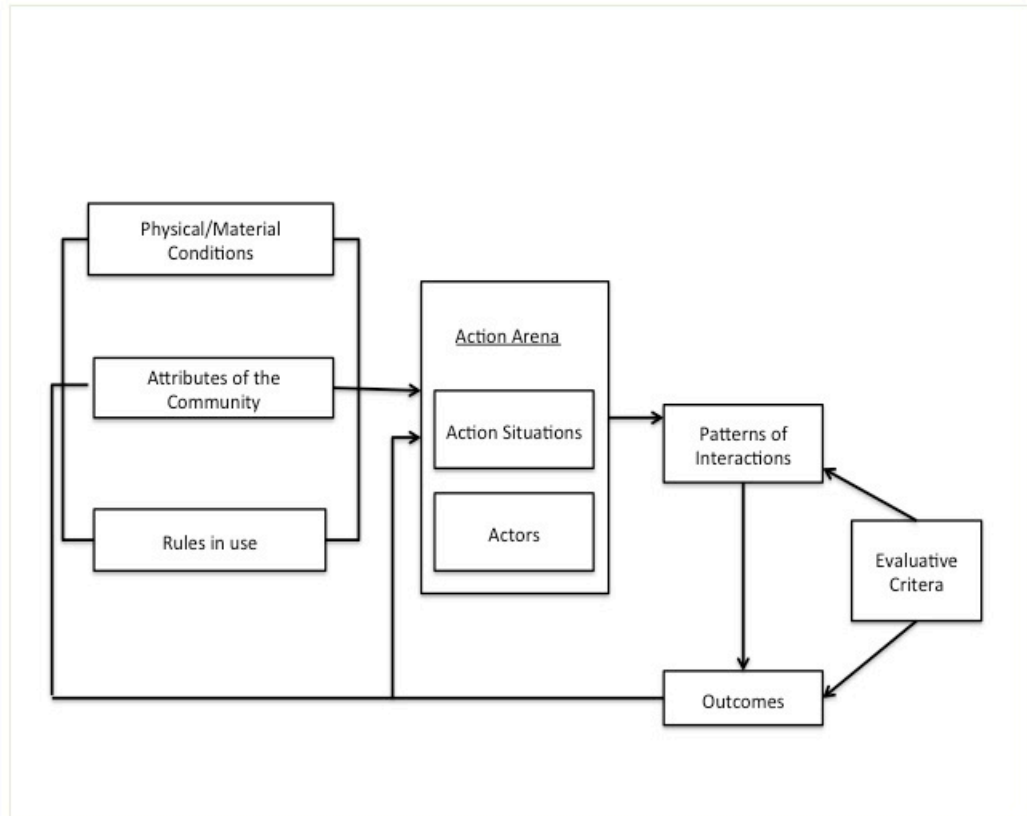 Physical/Material
Conditions
Attributes of the
Community
Rules in use
Action Arena
Action Situations
Actors
Patterns of
Interactions
Evaluative
Critera
Outcomes